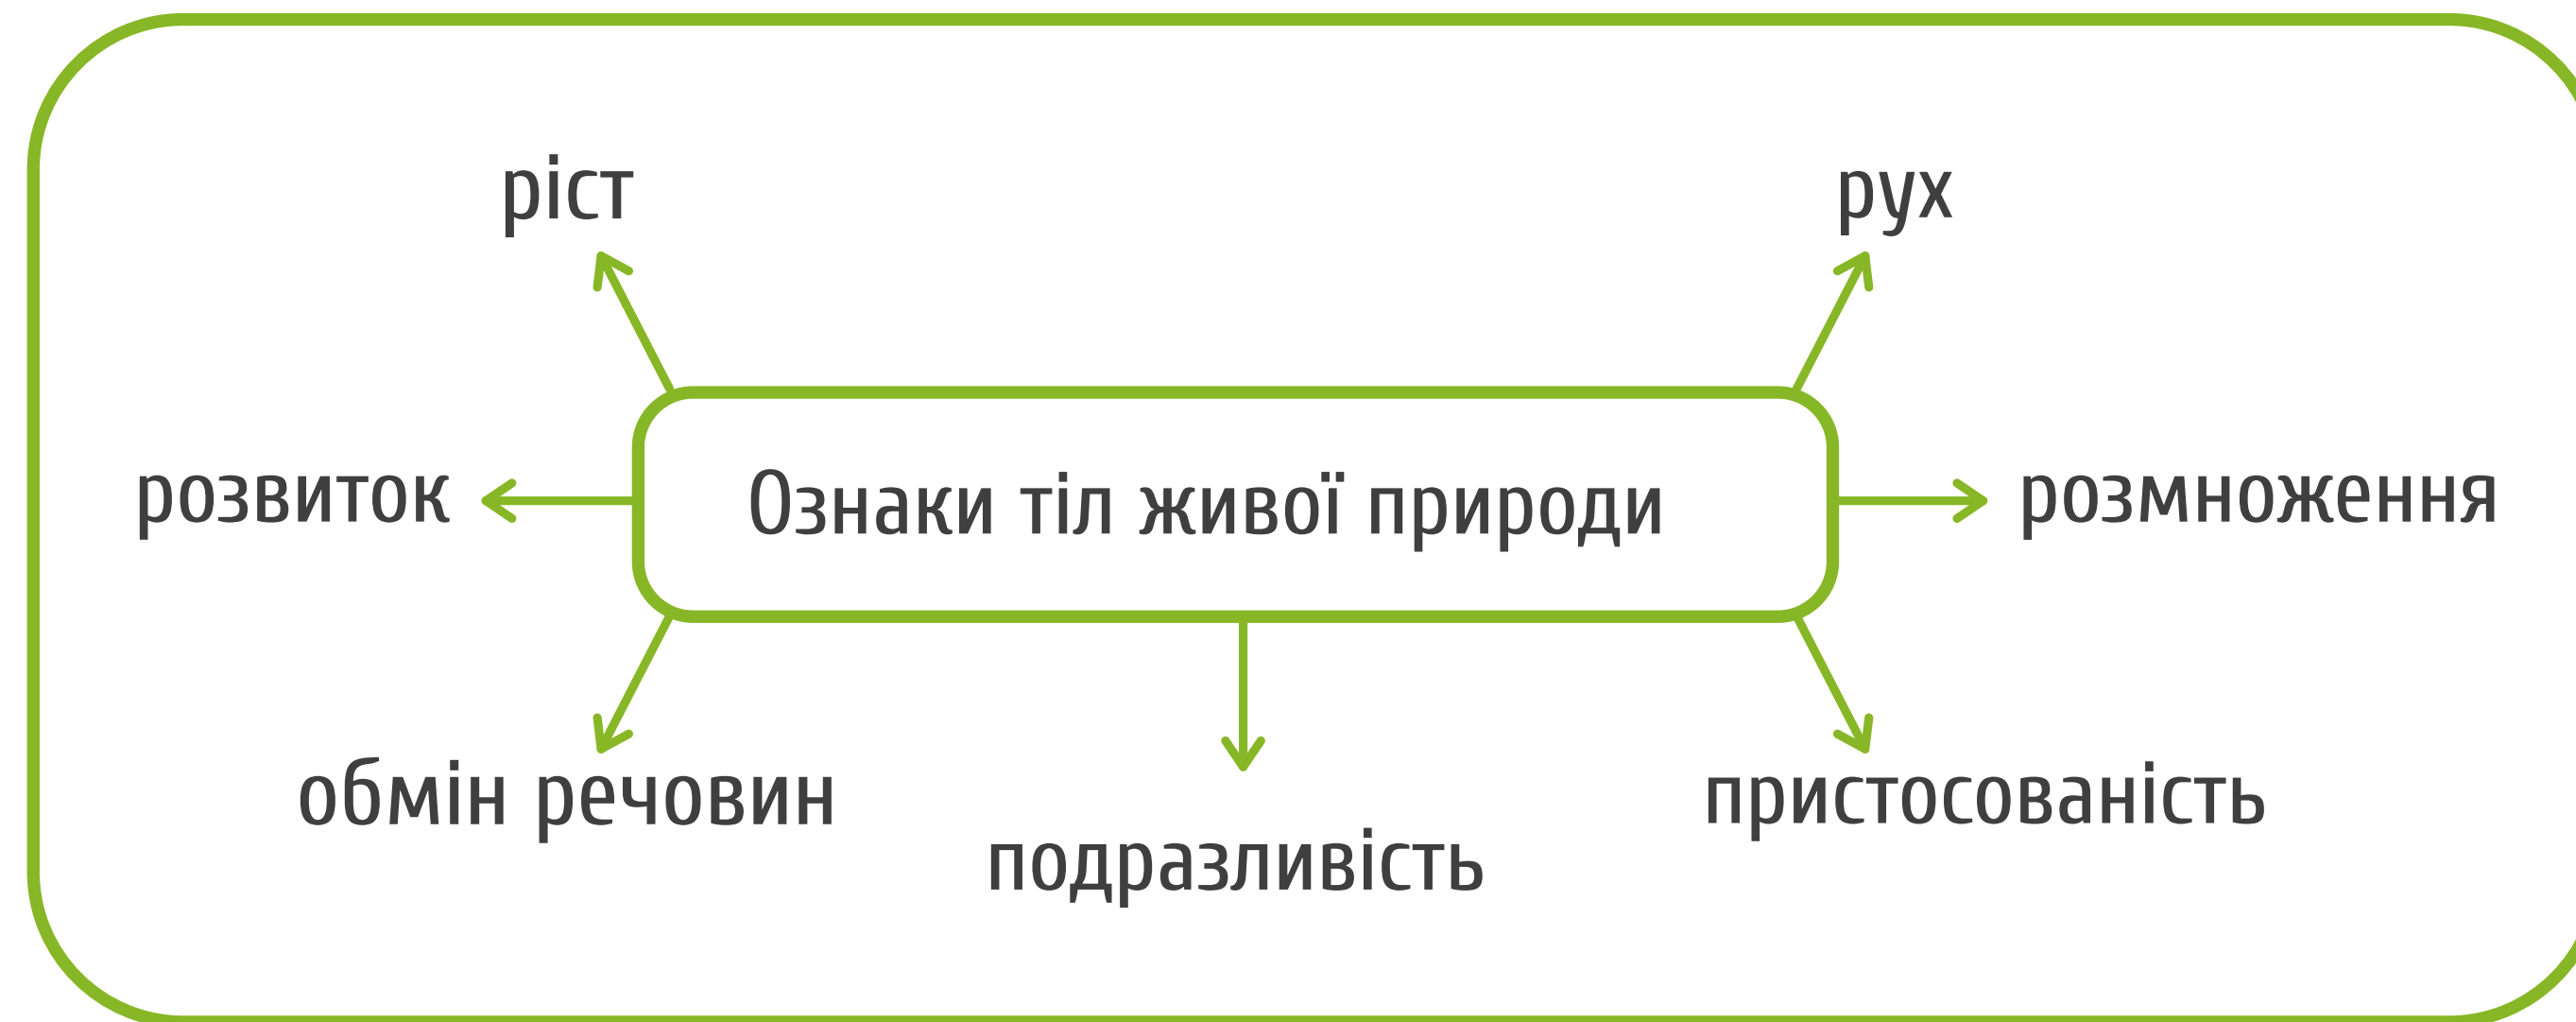 ріст
рух
розвиток
Ознаки тіл живої природи
розмноження
обмін речовин
подразливість
пристосованість